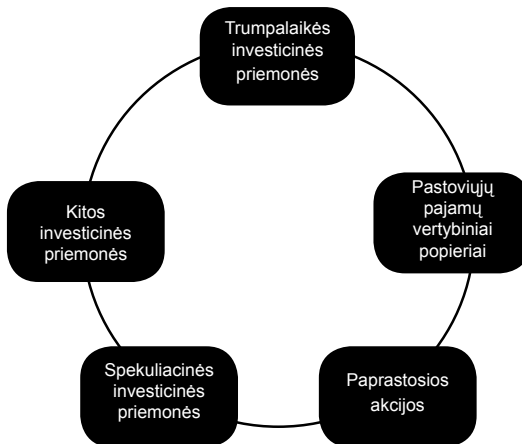 Trumpalaikės
investicinės
priemonės
Pastoviųjų
pajamų
vertybiniai
popieriai
Paprastosios
akcijos
Spekuliacinės
investicinės
priemonės
Kitos
investicinės
priemonės